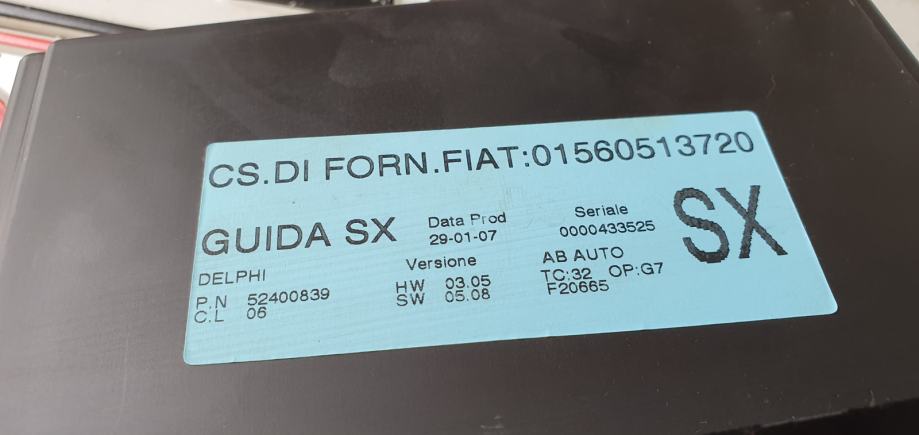 CS.DI FORN.FIAT:01560513720
GUIDA SX
Data Prod
29-01-07
Seriale
0000433525
SX
DELPHI
P.N 52400839
C.L 06
Versione
HW 03.05
SW 05.08
AB AUTO
TC:32 OP:G7
F20665